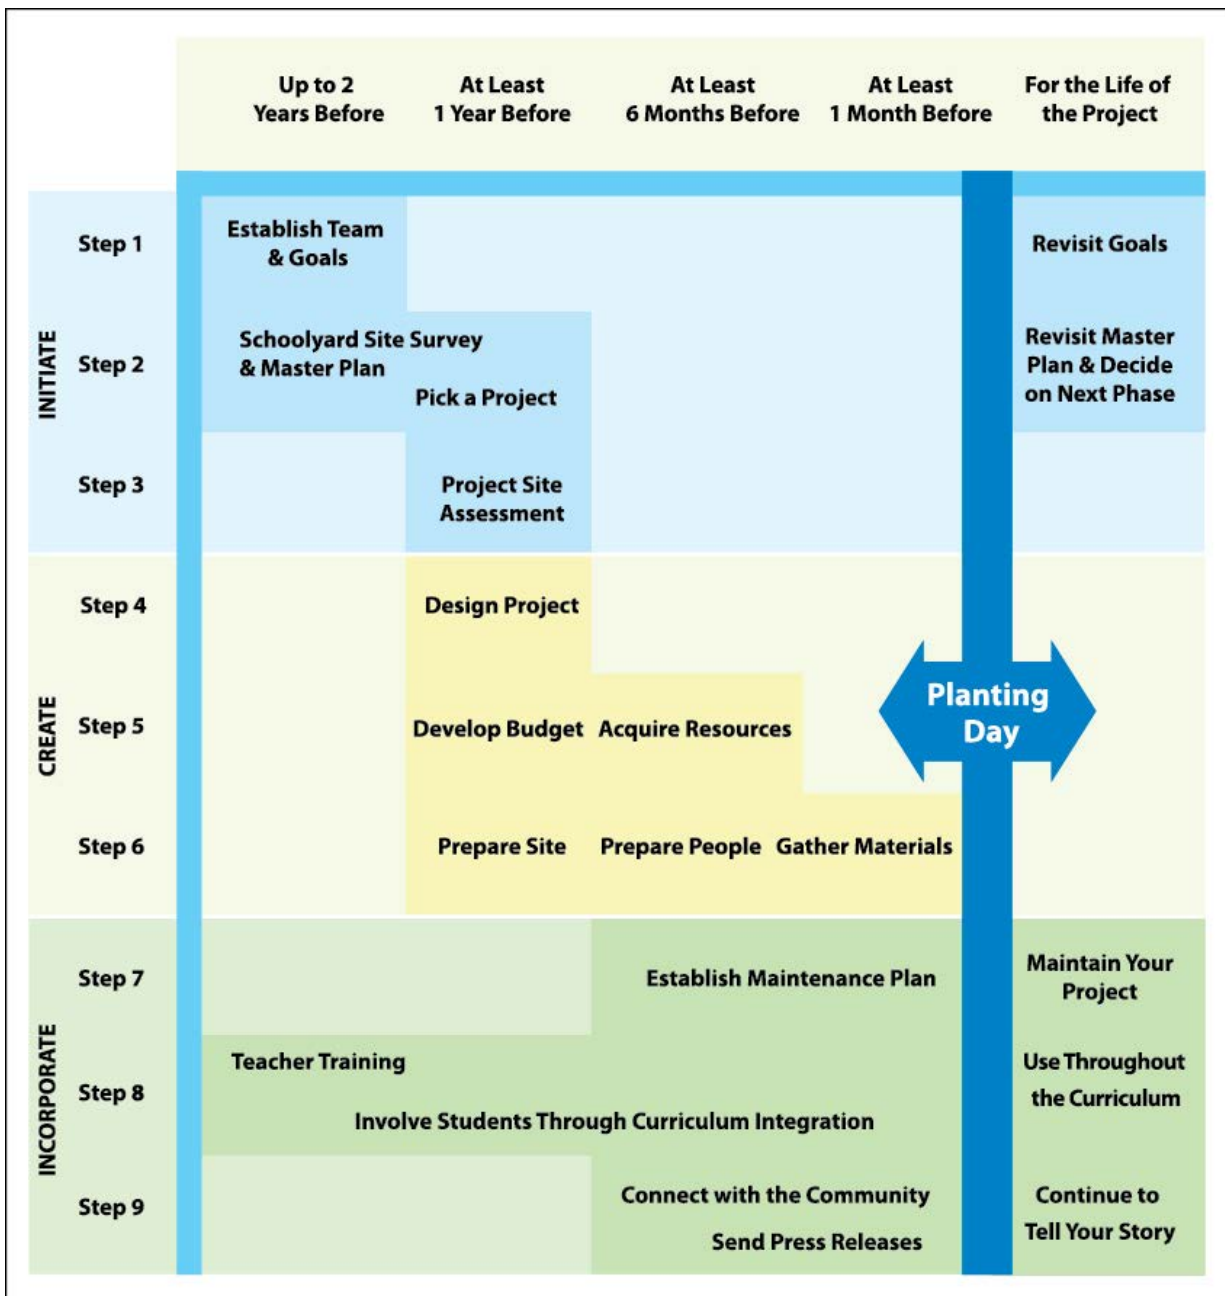 Up to 2
Years Before
At Least
1 Year Before
At Least
6 Months Before
At Least
1 Month Before
For the Life of
the Project
INITIATE
Step 1
Establish Team
& Goals
Revisit Goals
Step 2
Schoolyard Site Survey
& Master Plan
Pick a Project
Revisit Master
Plan & Decide
on Next Phase
Step 3
Project Site
Assessment
CREATE
Step 4
Design Project
Step 5
Develop Budget
Acquire Resources
Planting
Day
Step 6
Prepare Site
Prepare People
Gather Materials
INCORPORATE
Step 7
Establish Maintenance Plan
Maintain Your
Project
Step 8
Teacher Training
Involve Students Through Curriculum Integration
Use Throughout
the Curriculum
Step 9
Connect with the Community
Send Press Releases
Continue to
Tell Your Story